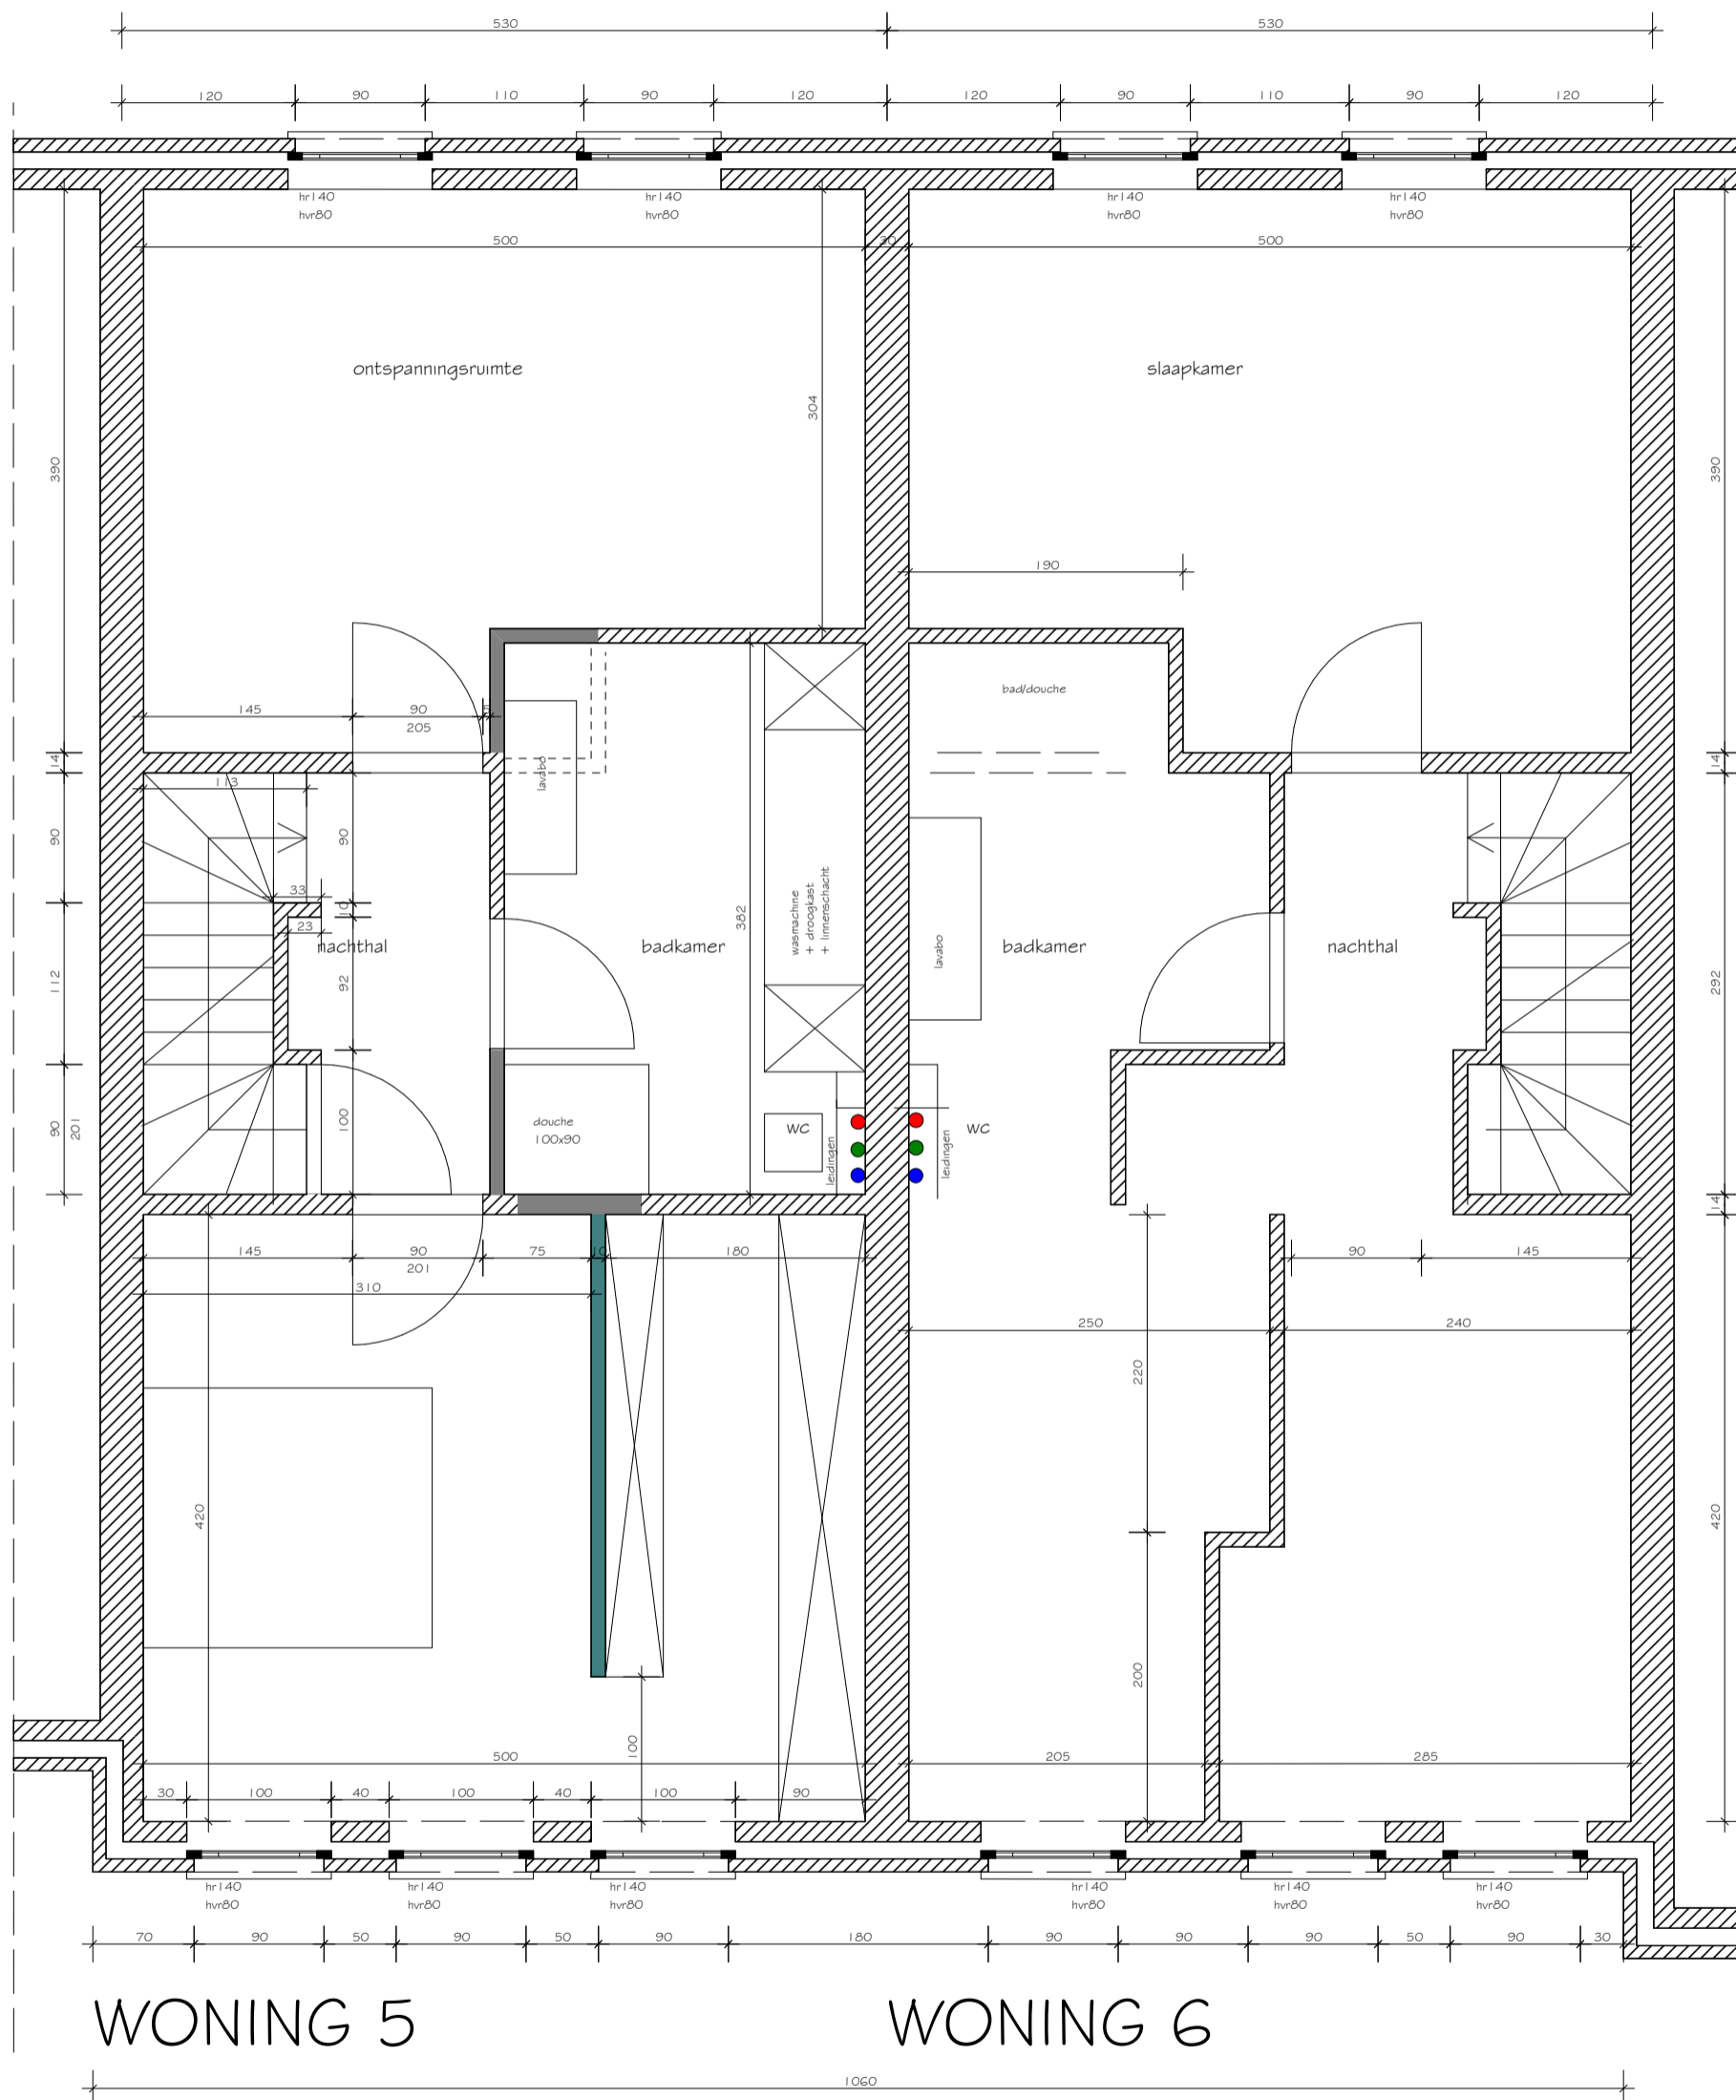 530 530
120 90 110 90 120 120 90 110 90 120
hr140 hr140 hr140 hr140
hvr80 hvr80 hvr80 hvr80
500 30 500
ontspanningsruimte slaapkamer
304
390 390
190
bad/douche
145 90 5
205
14 14
lavabo
113
90 90
33
10
23
wasmachine
+ droogkast
+ linnenschacht
382
nachthal badkamer lavabo badkamer nachthal
112 92 292
90
201
100
douche
100x90
WC leidingen leidingen WC
14
145 90 75 10 180 90 145
201
310
250 240
220
420 420
200
100
500 205 285
30 100 40 100 40 100 90
hr140 hr140 hr140 hr140 hr140 hr140
hvr80 hvr80 hvr80 hvr80 hvr80 hvr80
70 90 50 90 50 90 180 90 90 90 50 90 30
WONING 5 WONING 6
1060